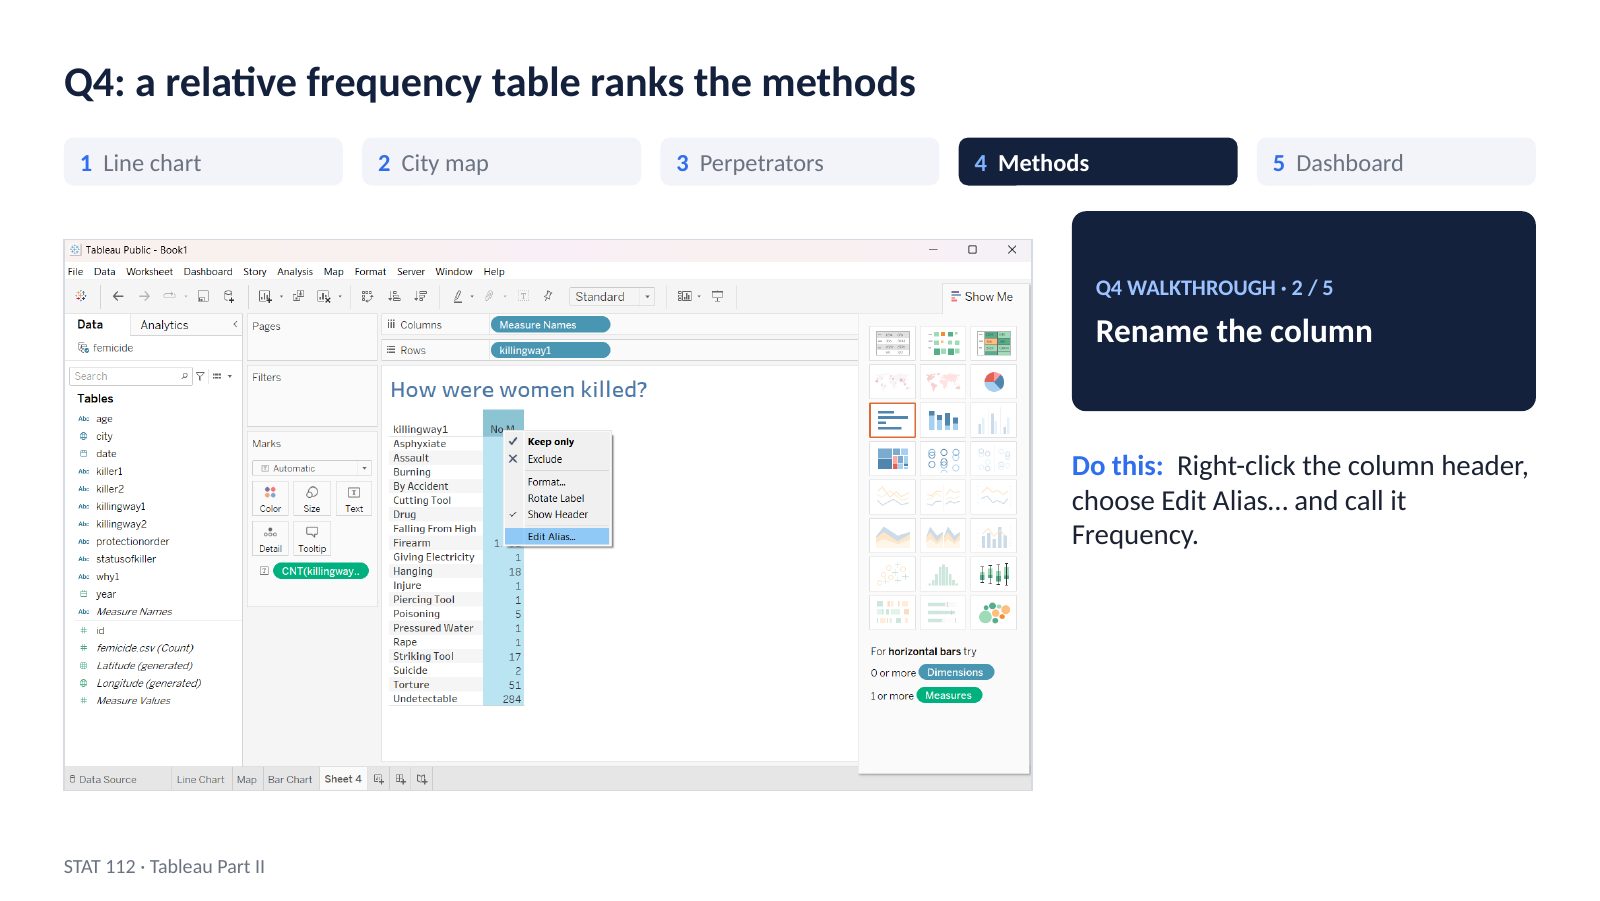 Q4: a relative frequency table ranks the methods
1 Line chart
2 City map
3 Perpetrators
4 Methods
5 Dashboard
Tableau Public - Book1
File Data Worksheet Dashboard Story Analysis Map Format Server Window Help
Standard
Show Me
Data Analytics
femicide
Search
Tables
age
city
date
killer1
killer2
killingway1
killingway2
protectionorder
statusofkiller
why1
year
Measure Names
id
femicide.csv (Count)
Latitude (generated)
Longitude (generated)
Measure Values
Pages
Filters
Marks
Automatic
Color Size Text
Detail Tooltip
CNT(killingway..
Columns Measure Names
Rows killingway1
How were women killed?
killingway1
Asphyxiate
Assault
Burning
By Accident
Cutting Tool
Drug
Falling From High
Firearm
Giving Electricity 1
Hanging 18
Injure 1
Piercing Tool 1
Poisoning 5
Pressured Water 1
Rape 1
Striking Tool 17
Suicide 2
Torture 51
Undetectable 284
Keep only
Exclude
Format...
Rotate Label
Show Header
Edit Alias...
For horizontal bars try
0 or more Dimensions
1 or more Measures
Data Source Line Chart Map Bar Chart Sheet 4
Q4 WALKTHROUGH · 2 / 5
Rename the column
Do this: Right-click the column header,
choose Edit Alias... and call it
Frequency.
STAT 112 · Tableau Part II